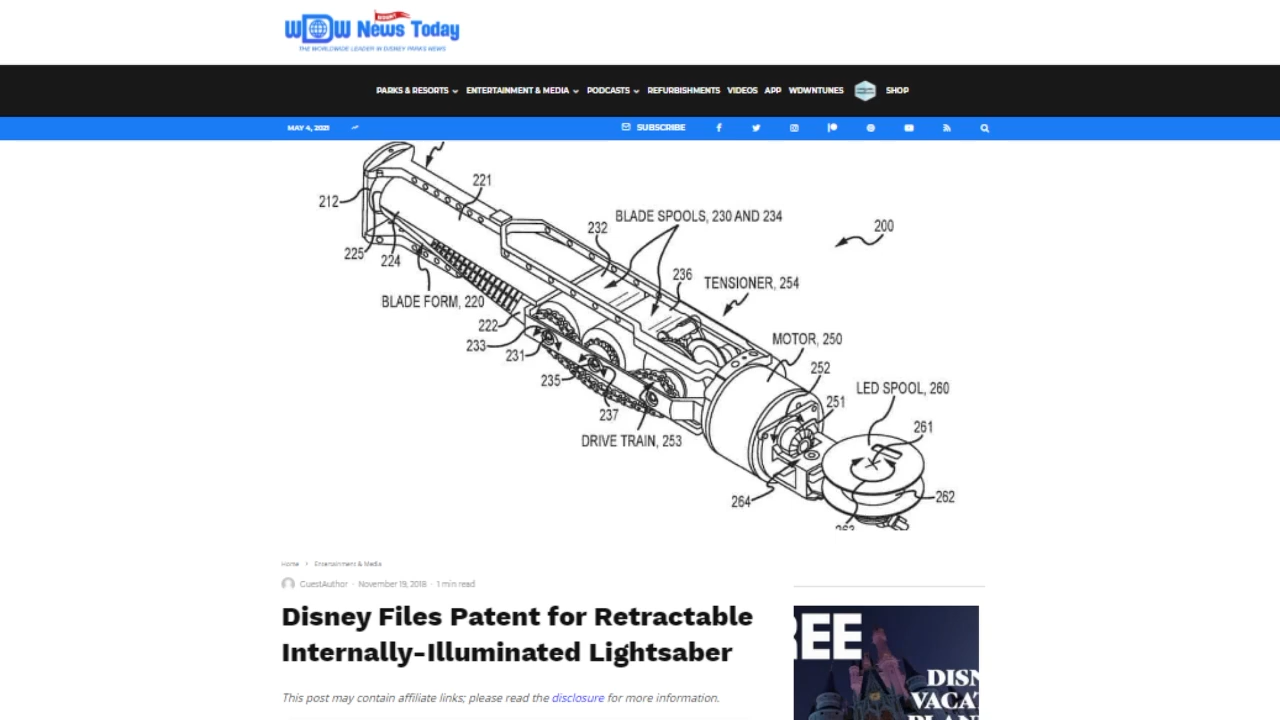 WDW News Today
THE WORLDWIDE LEADER IN DISNEY PARKS NEWS
PARKS & RESORTS ENTERTAINMENT & MEDIA PODCASTS REFURBISHMENTS VIDEOS APP WDWNTUNES SHOP
MAY 4, 2021 SUBSCRIBE
212
221
225
224
BLADE FORM, 220
232
BLADE SPOOLS, 230 AND 234
200
236
TENSIONER, 254
222
233
231
235
237
DRIVE TRAIN, 253
MOTOR, 250
252
251
LED SPOOL, 260
261
264
262
263
Home > Entertainment & Media
GuestAuthor · November 19, 2018 · 1 min read
Disney Files Patent for Retractable
Internally-Illuminated Lightsaber
This post may contain affiliate links; please read the disclosure for more information.
REE
DISN
VACA